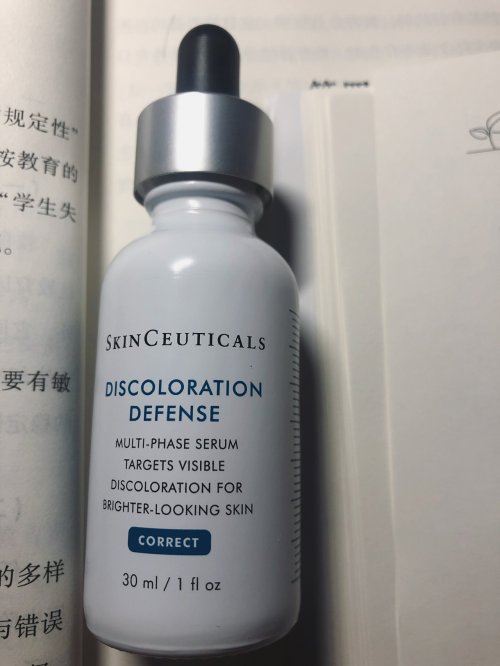 规定性”
按教育的
“学生失
。
要有敏
的多样
与错误
SKINCEUTICALS
DISCOLORATION
DEFENSE
MULTI-PHASE SERUM
TARGETS VISIBLE
DISCOLORATION FOR
BRIGHTER-LOOKING SKIN
CORRECT
30 ml / 1 fl oz